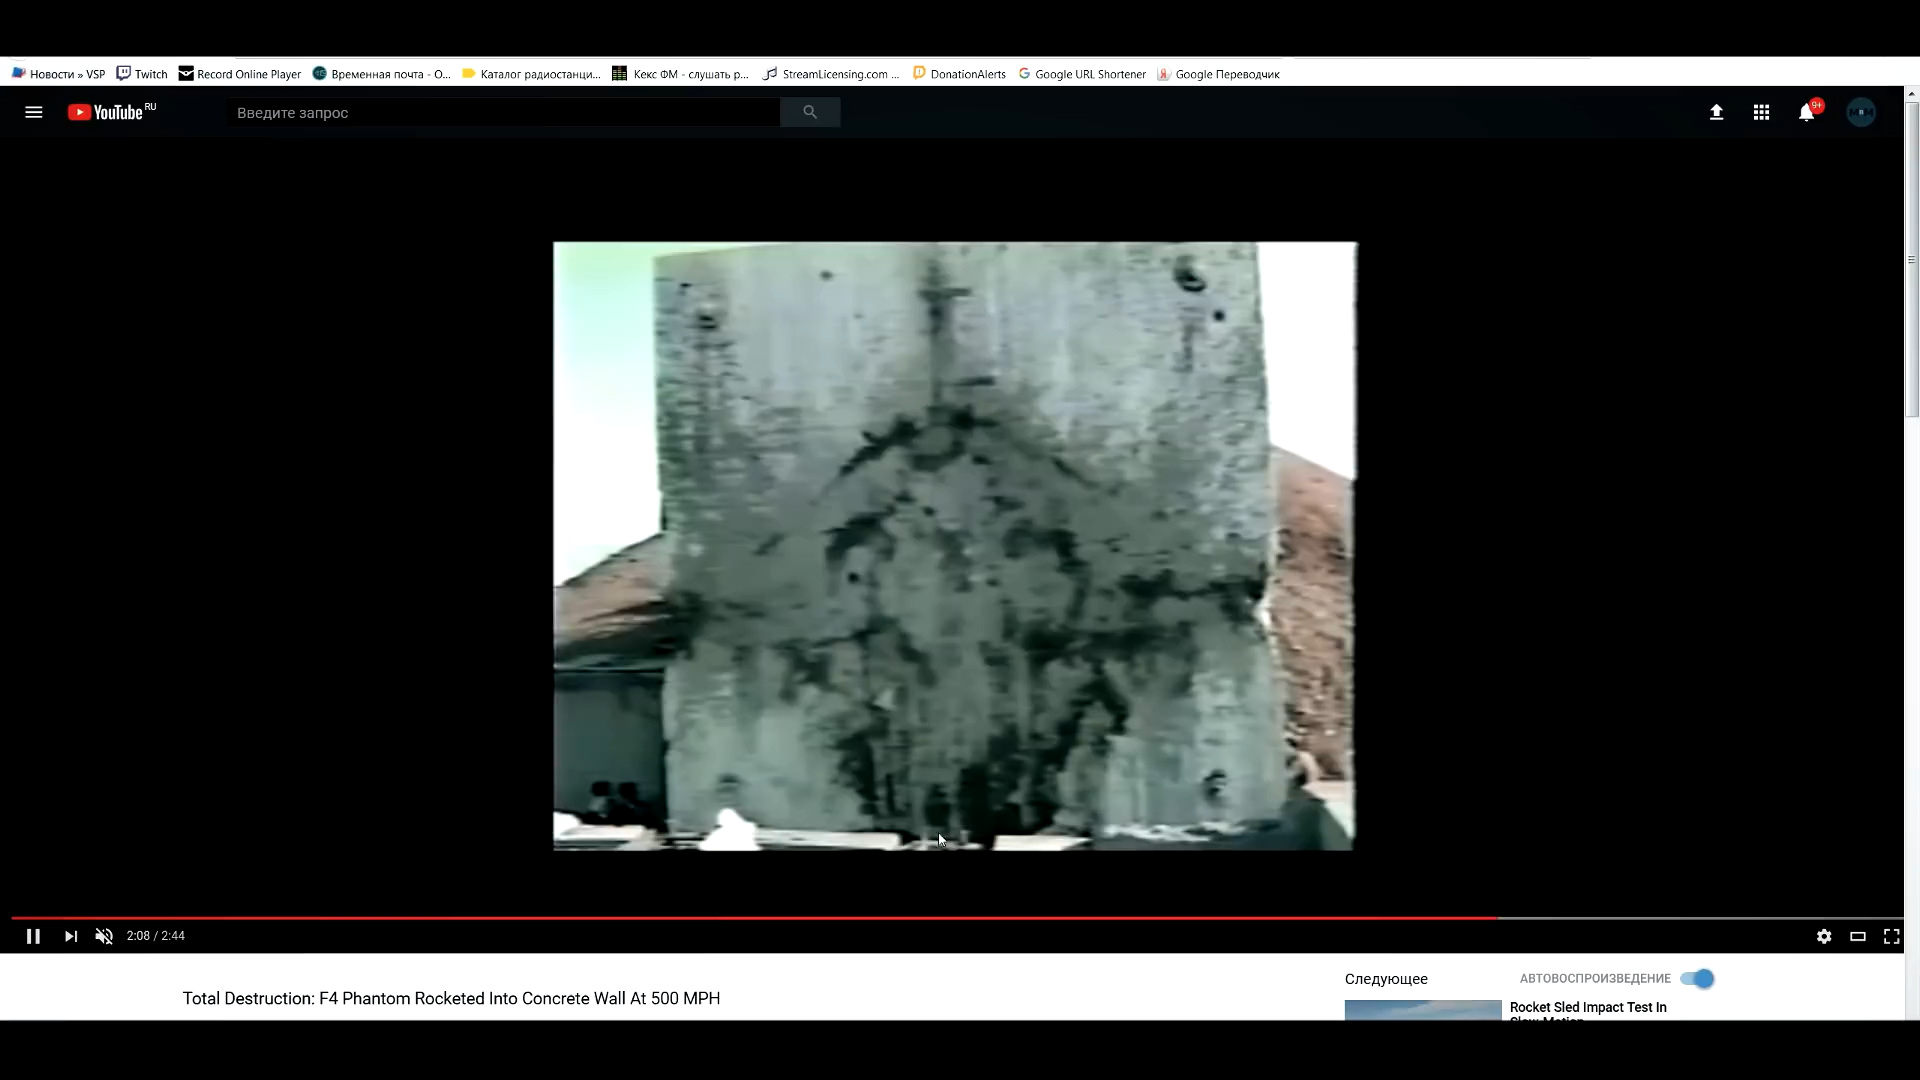 Новости » VSP Twitch Record Online Player Временная почта - О... Каталог радиостанци... Кекс ФМ - слушать р... StreamLicensing.com ... DonationAlerts Google URL Shortener Google Переводчик
YouTube RU Введите запрос 9+
2:08 / 2:44
Следующее АВТОВОСПРОИЗВЕДЕНИЕ
Total Destruction: F4 Phantom Rocketed Into Concrete Wall At 500 MPH
Rocket Sled Impact Test In